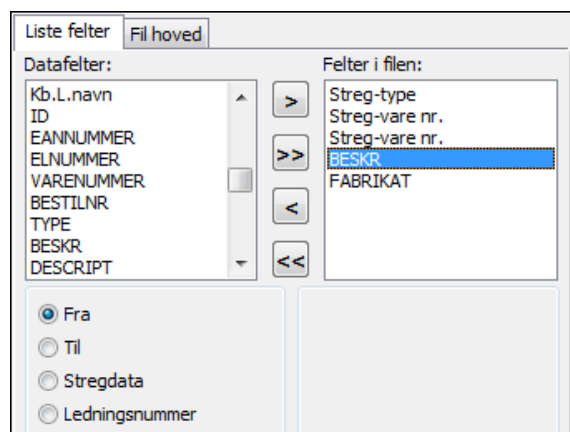 Liste felter
Fil hoved
Datafelter:
Kb.L.navn
ID
EANNUMMER
ELNUMMER
VARENUMMER
BESTILNR
TYPE
BESKR
DESCRIPT
>
>>
<
<<
Felter i filen:
Streg-type
Streg-vare nr.
Streg-vare nr.
BESKR
FABRIKAT
Fra
Til
Stregdata
Ledningsnummer